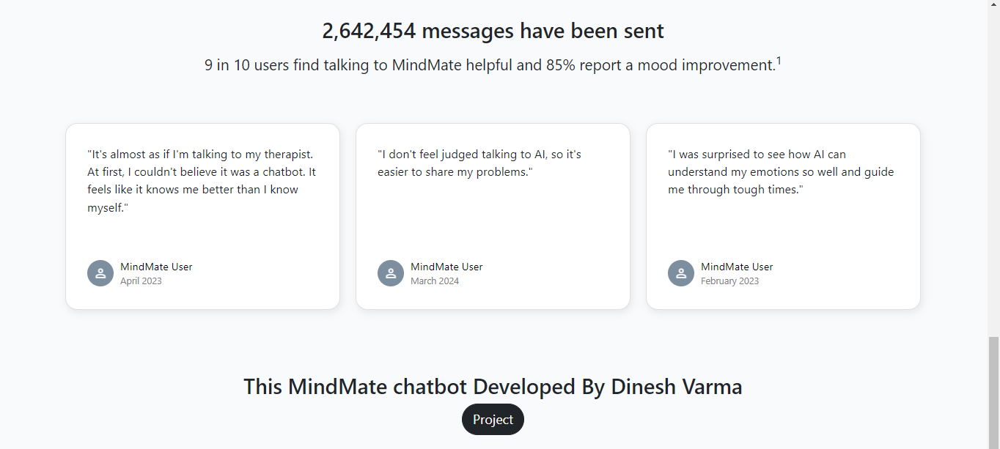 2,642,454 messages have been sent
9 in 10 users find talking to MindMate helpful and 85% report a mood improvement.1
"It's almost as if I'm talking to my therapist.
At first, I couldn't believe it was a chatbot. It
feels like it knows me better than I know
myself."
MindMate User
April 2023
"I don't feel judged talking to AI, so it's
easier to share my problems."
MindMate User
March 2024
"I was surprised to see how AI can
understand my emotions so well and guide
me through tough times."
MindMate User
February 2023
This MindMate chatbot Developed By Dinesh Varma
Project